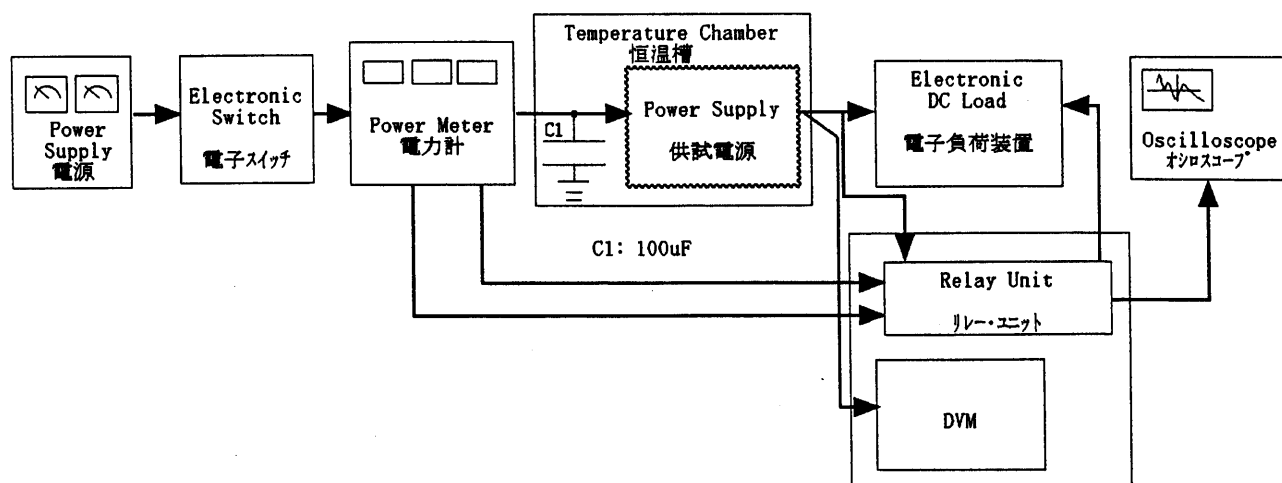 Power
Supply
電源
Electronic
Switch
電子スイッチ
Power Meter
電力計
Temperature Chamber
恒温槽
C1
Power Supply
供試電源
Electronic
DC Load
電子負荷装置
Oscilloscope
オシロスコープ
C1: 100uF
Relay Unit
リレー・ユニット
DVM